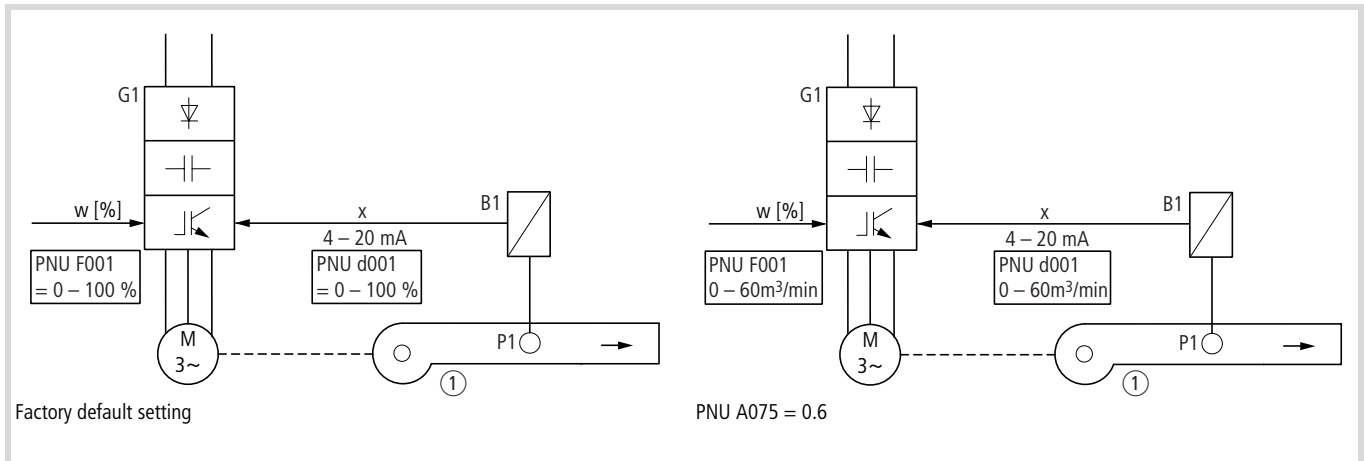 G1
B1
w [%]
x
4 – 20 mA
PNU F001
= 0 – 100 %
PNU d001
= 0 – 100 %
M
3~
P1
1
Factory default setting
G1
B1
w [%]
x
4 – 20 mA
PNU F001
0 – 60m³/min
PNU d001
0 – 60m³/min
M
3~
P1
1
PNU A075 = 0.6